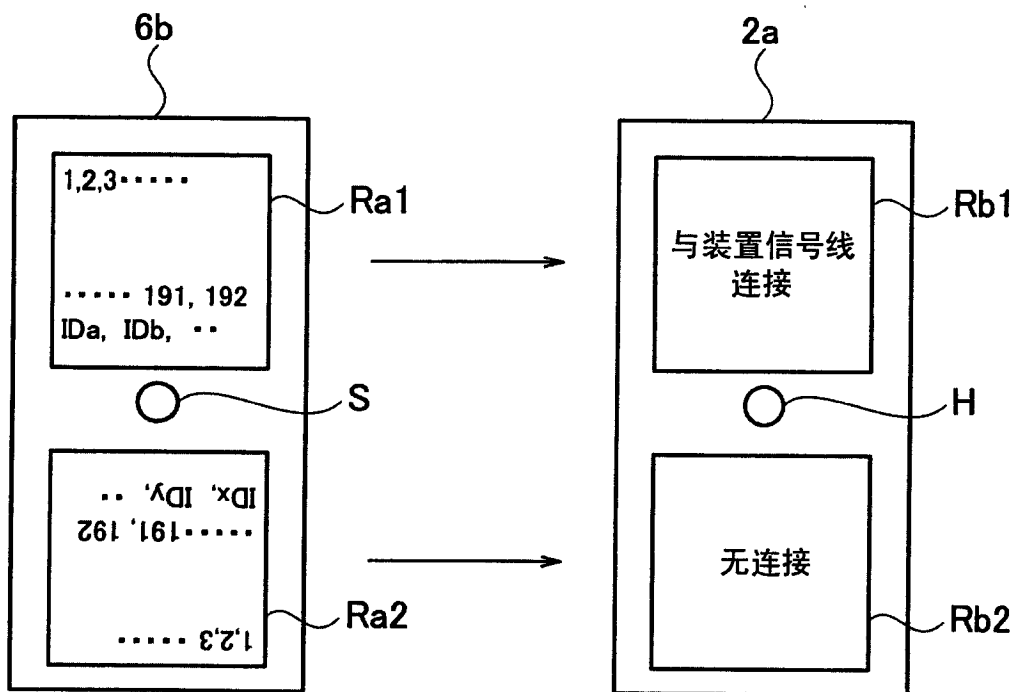 6b
2a
1,2,3·····
····· 191, 192
IDa, IDb, ··
Ra1
与装置信号线
连接
Rb1
S
H
IDx, IDy, ··
·····191, 192
1,2,3 ·····
Ra2
无连接
Rb2